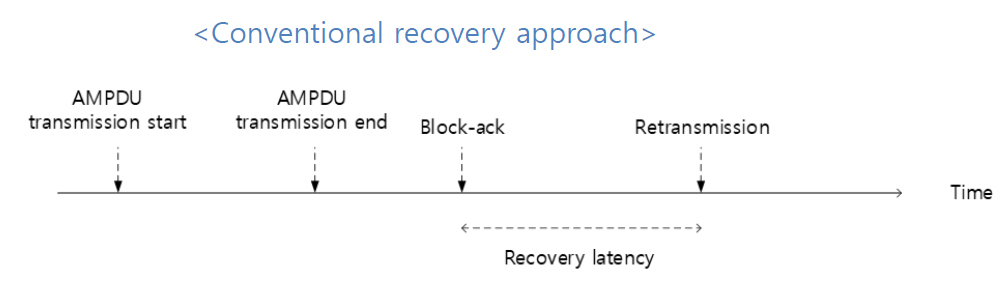 <Conventional recovery approach>
AMPDU
transmission start
AMPDU
transmission end
Block-ack
Retransmission
Time
Recovery latency